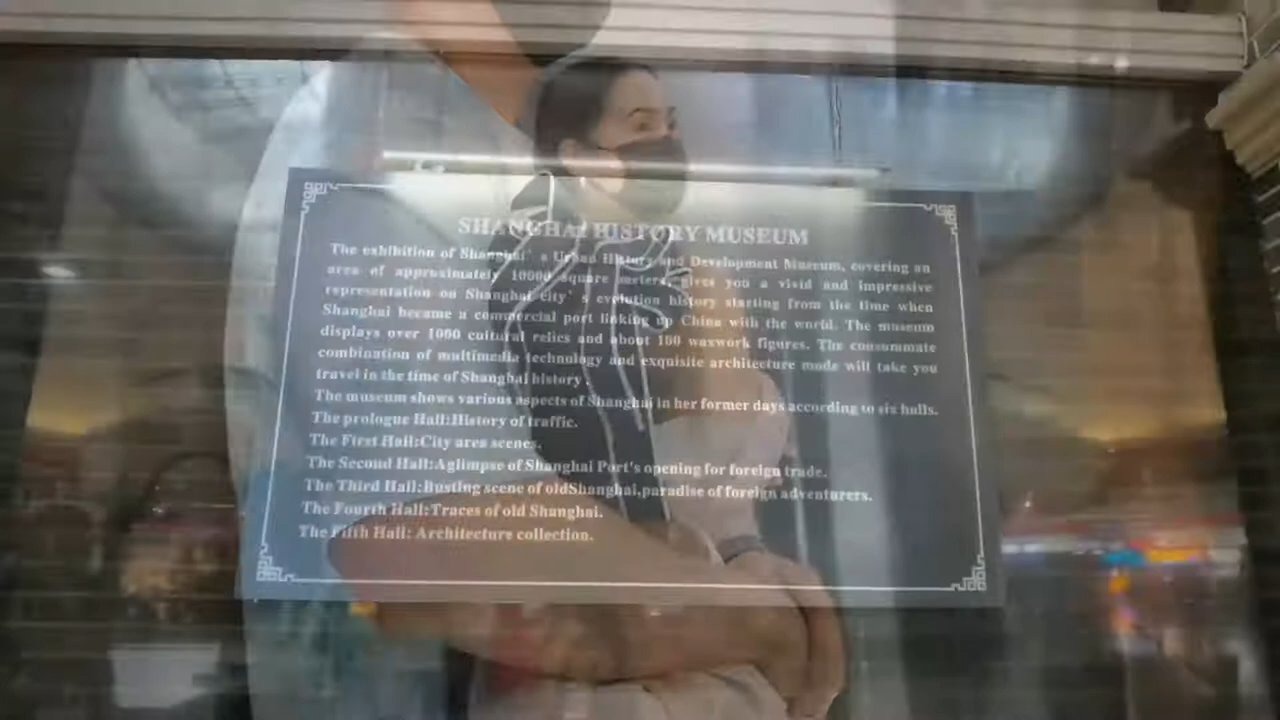 SHANGHAI HISTORY MUSEUM
The exhibition of Shanghai's Urban History and Development Museum, covering an
area of approximately 10000 square meters, gives you a vivid and impressive
representation on Shanghai city's evolution history starting from the time when
Shanghai became a commercial port linking up China with the world. The museum
displays over 1000 cultural relics and about 100 waxwork figures. The consummate
combination of multimedia technology and exquisite architecture mode will take you
travel in the time of Shanghai history.
The museum shows various aspects of Shanghai in her former days according to six halls.
The prologue Hall:History of traffic.
The First Hall:City area scenes.
The Second Hall:Aglimpse of Shanghai Port's opening for foreign trade.
The Third Hall:Busting scene of oldShanghai,paradise of foreign adventurers.
The Fourth Hall:Traces of old Shanghai.
The Fifth Hall: Architecture collection.